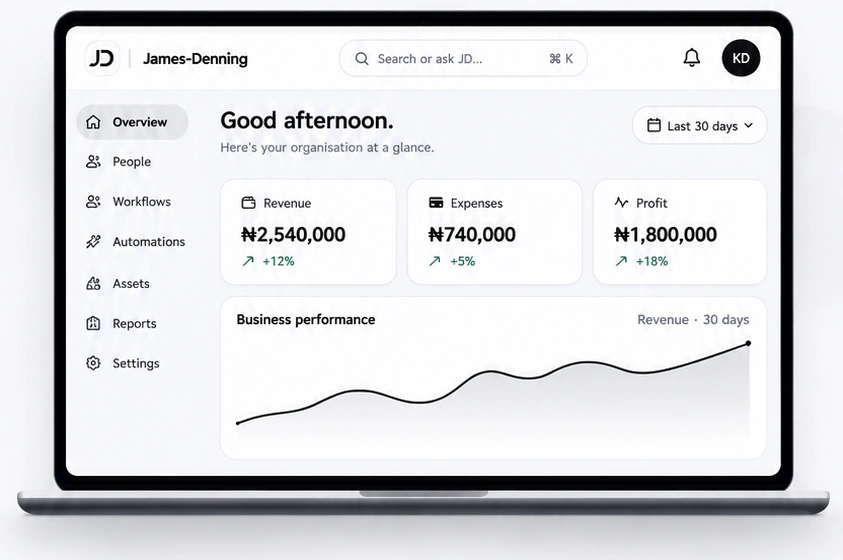 JD
James-Denning
Search or ask JD...
⌘ K
KD
Overview
People
Workflows
Automations
Assets
Reports
Settings
Good afternoon.
Here's your organisation at a glance.
Last 30 days
Revenue
₦2,540,000
+12%
Expenses
₦740,000
+5%
Profit
₦1,800,000
+18%
Business performance
Revenue · 30 days